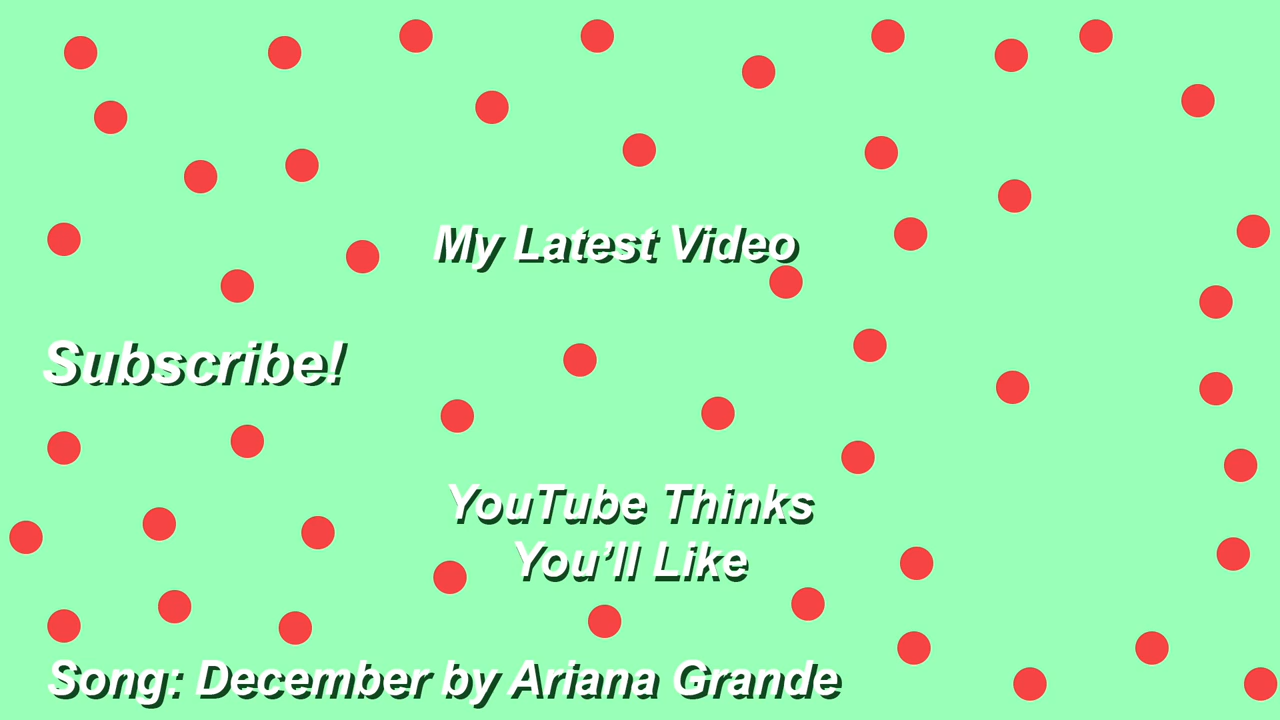 My Latest Video
Subscribe!
YouTube Thinks
You’ll Like
Song: December by Ariana Grande